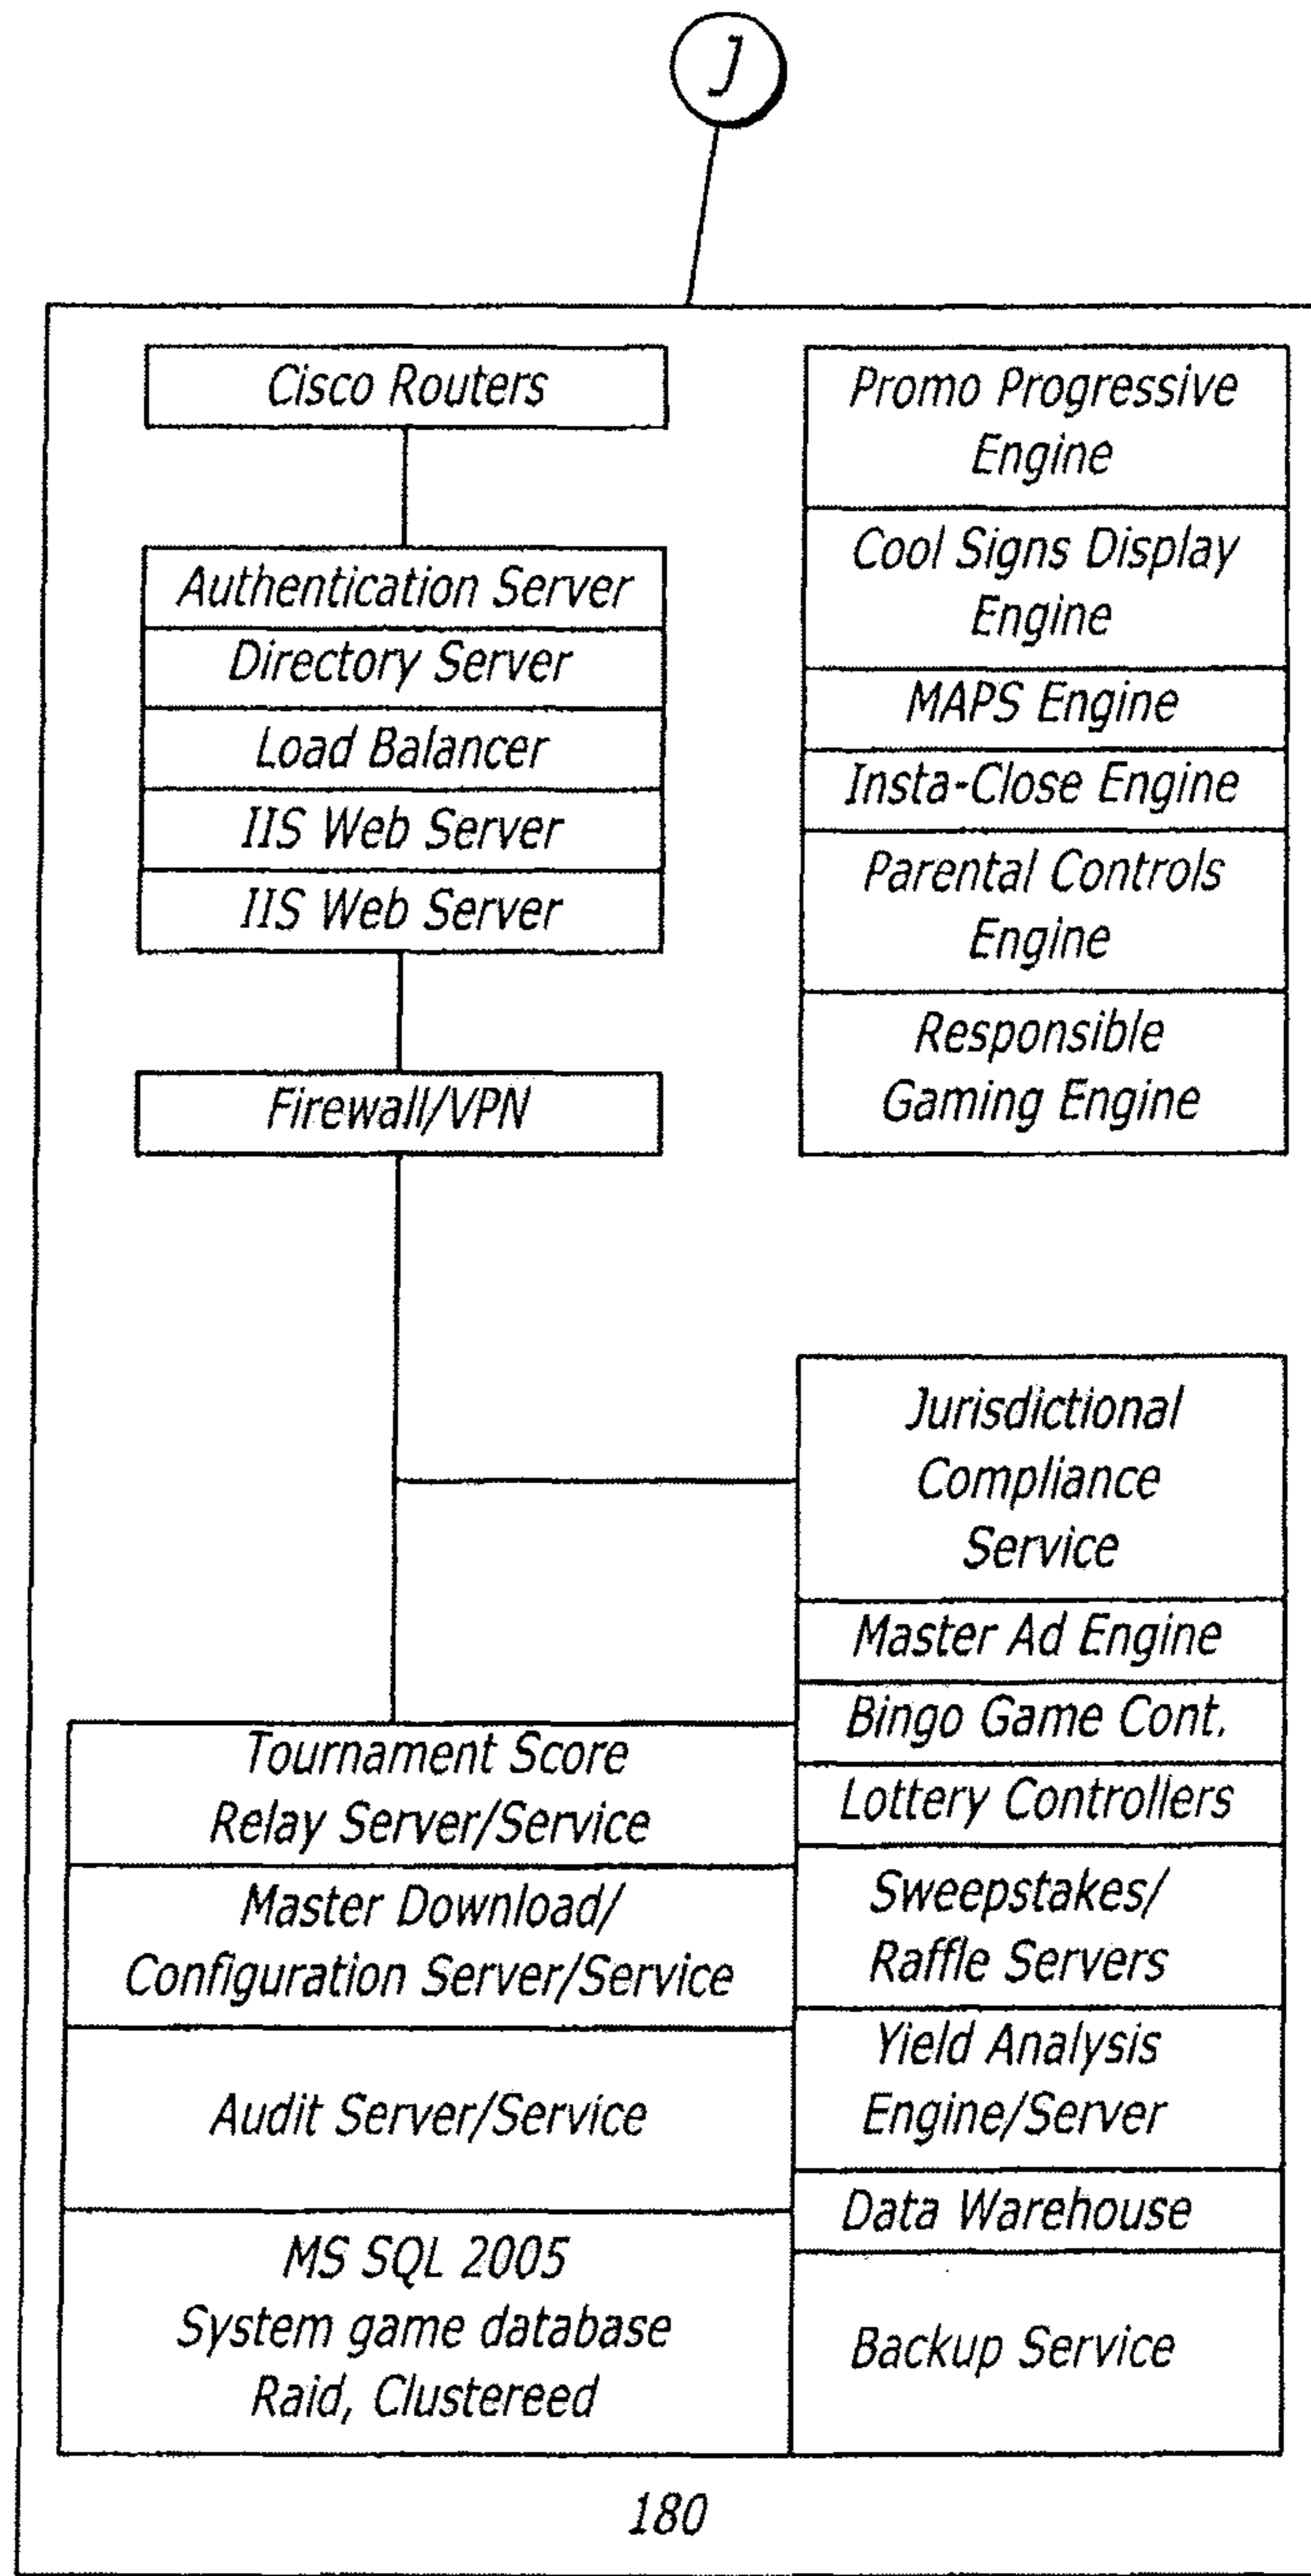 J
Cisco Routers
Authentication Server
Directory Server
Load Balancer
IIS Web Server
IIS Web Server
Firewall/VPN
Promo Progressive
Engine
Cool Signs Display
Engine
MAPS Engine
Insta-Close Engine
Parental Controls
Engine
Responsible
Gaming Engine
Jurisdictional
Compliance
Service
Master Ad Engine
Bingo Game Cont.
Lottery Controllers
Sweepstakes/
Raffle Servers
Yield Analysis
Engine/Server
Data Warehouse
Backup Service
Tournament Score
Relay Server/Service
Master Download/
Configuration Server/Service
Audit Server/Service
MS SQL 2005
System game database
Raid, Clustereed
180